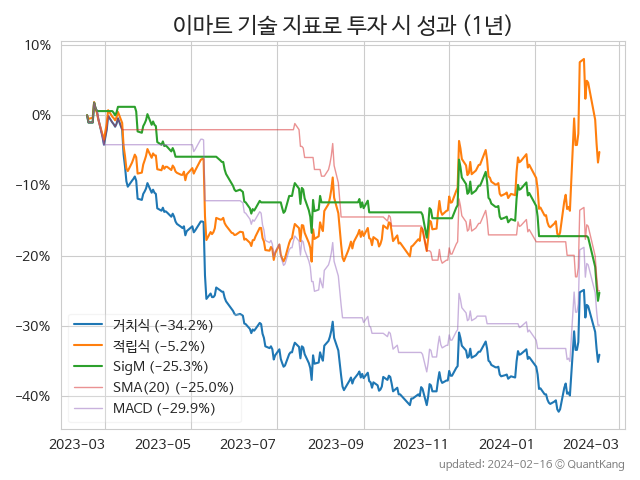 이마트 기술 지표로 투자 시 성과 (1년)
10%
0%
−10%
−20%
−30%
−40%
거치식 (−34.2%)
적립식 (−5.2%)
SigM (−25.3%)
SMA(20) (−25.0%)
MACD (−29.9%)
2023−03 2023−05 2023−07 2023−09 2023−11 2024−01 2024−03
updated: 2024−02−16 ⓒ QuantKang